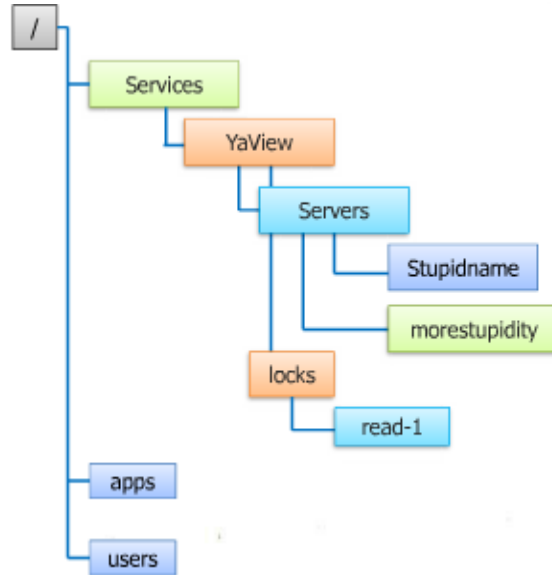 /
Services
YaView
Servers
Stupidname
morestupidity
locks
read-1
apps
users